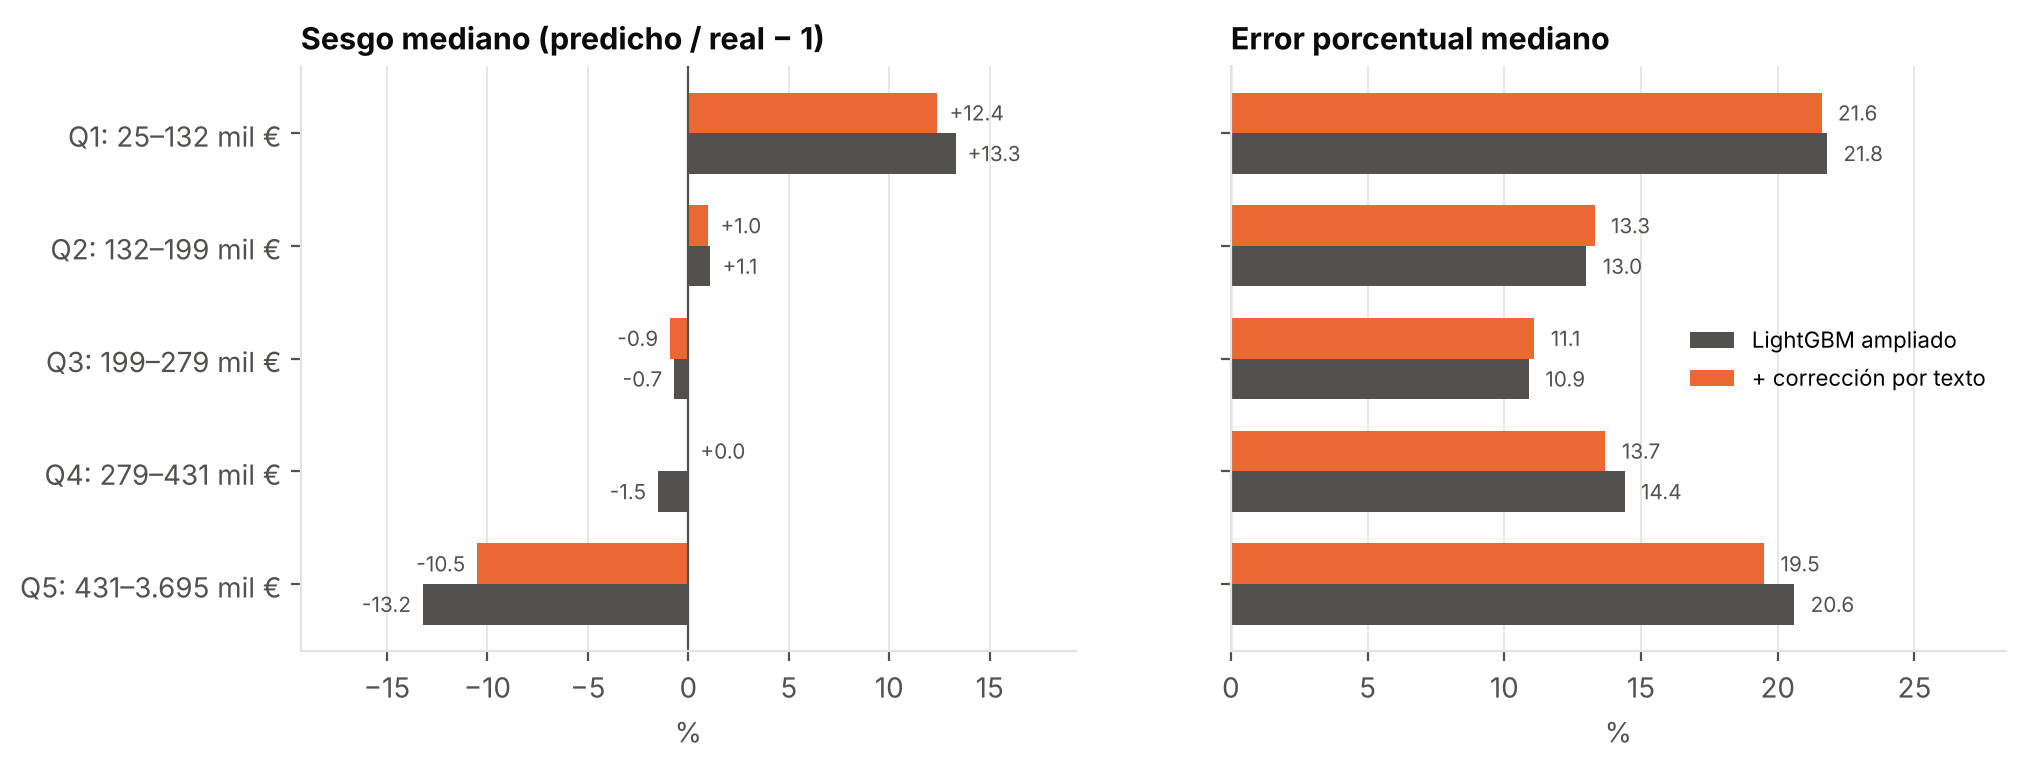 Sesgo mediano (predicho / real − 1)
Q1: 25–132 mil €
Q2: 132–199 mil €
Q3: 199–279 mil €
Q4: 279–431 mil €
Q5: 431–3.695 mil €
+12.4
+13.3
+1.0
+1.1
-0.9
-0.7
+0.0
-1.5
-10.5
-13.2
−15 −10 −5 0 5 10 15
%
Error porcentual mediano
21.6
21.8
13.3
13.0
11.1
10.9
13.7
14.4
19.5
20.6
LightGBM ampliado
+ corrección por texto
0 5 10 15 20 25
%